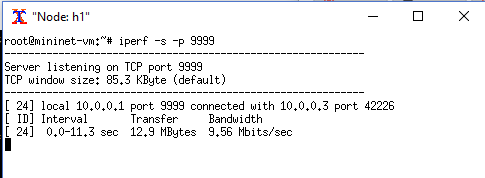 "Node: h1"
root@mininet-vm:~# iperf -s -p 9999
------------------------------------------------------------
Server listening on TCP port 9999
TCP window size: 85.3 KByte (default)
------------------------------------------------------------
[ 24] local 10.0.0.1 port 9999 connected with 10.0.0.3 port 42226
[ ID] Interval       Transfer     Bandwidth
[ 24]  0.0-11.3 sec  12.9 MBytes  9.56 Mbits/sec